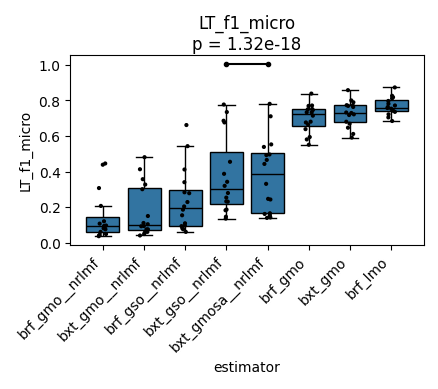 LT_f1_micro
p = 1.32e-18
LT_f1_micro
1.0
0.8
0.6
0.4
0.2
0.0
brf_gmo__nrlmf
bxt_gmo__nrlmf
brf_gso__nrlmf
bxt_gso__nrlmf
bxt_gmosa__nrlmf
brf_gmo
bxt_gmo
brf_lmo
estimator